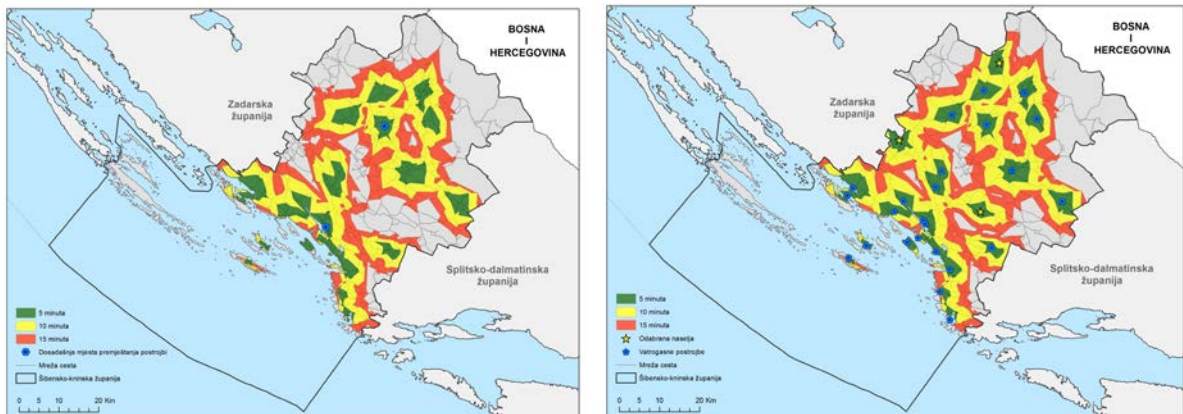 BOSNA
I
HERCEGOVINA
Zadarska
županija
Splitsko-dalmatinska
županija
5 minuta
10 minuta
15 minuta
Dosadašnja mjesta premještanja postrojbi
Mreža cesta
Šibensko-kninska županija
0 5 10 20 Km
BOSNA
I
HERCEGOVINA
Zadarska
županija
Splitsko-dalmatinska
županija
5 minuta
10 minuta
15 minuta
Odabrana naselja
Vatrogasne postrojbe
Mreža cesta
Šibensko-kninska županija
0 5 10 20 Km